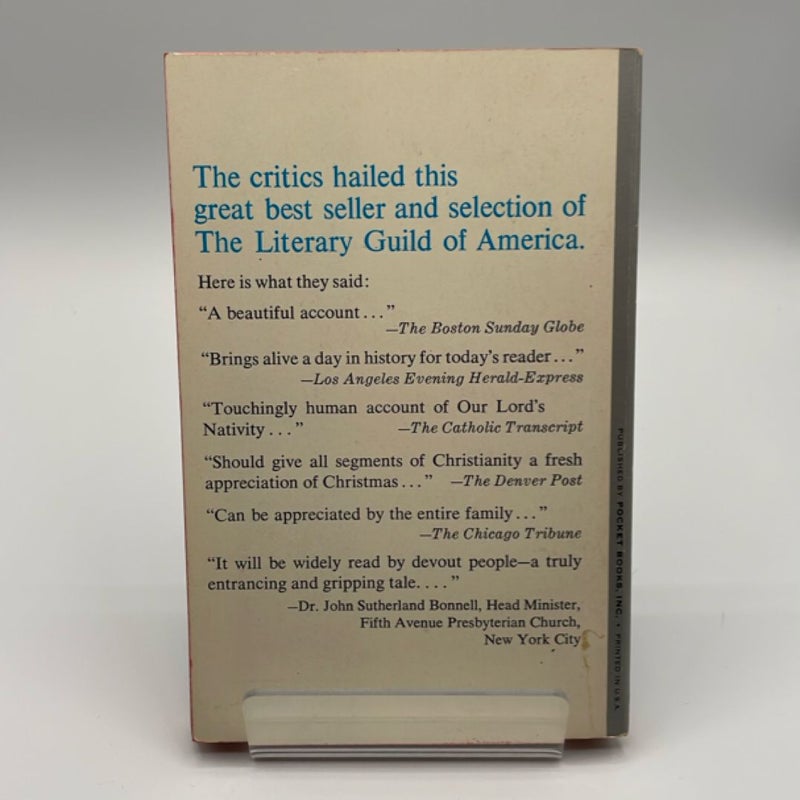 The critics hailed this
great best seller and selection of
The Literary Guild of America.
Here is what they said:
“A beautiful account...”
—The Boston Sunday Globe
“Brings alive a day in history for today's reader...”
—Los Angeles Evening Herald-Express
“Touchingly human account of Our Lord's
Nativity...” —The Catholic Transcript
“Should give all segments of Christianity a fresh
appreciation of Christmas...” —The Denver Post
“Can be appreciated by the entire family...”
—The Chicago Tribune
“It will be widely read by devout people—a truly
entrancing and gripping tale....”
—Dr. John Sutherland Bonnell, Head Minister,
Fifth Avenue Presbyterian Church,
New York City
PUBLISHED BY POCKET BOOKS, INC. • PRINTED IN U.S.A.